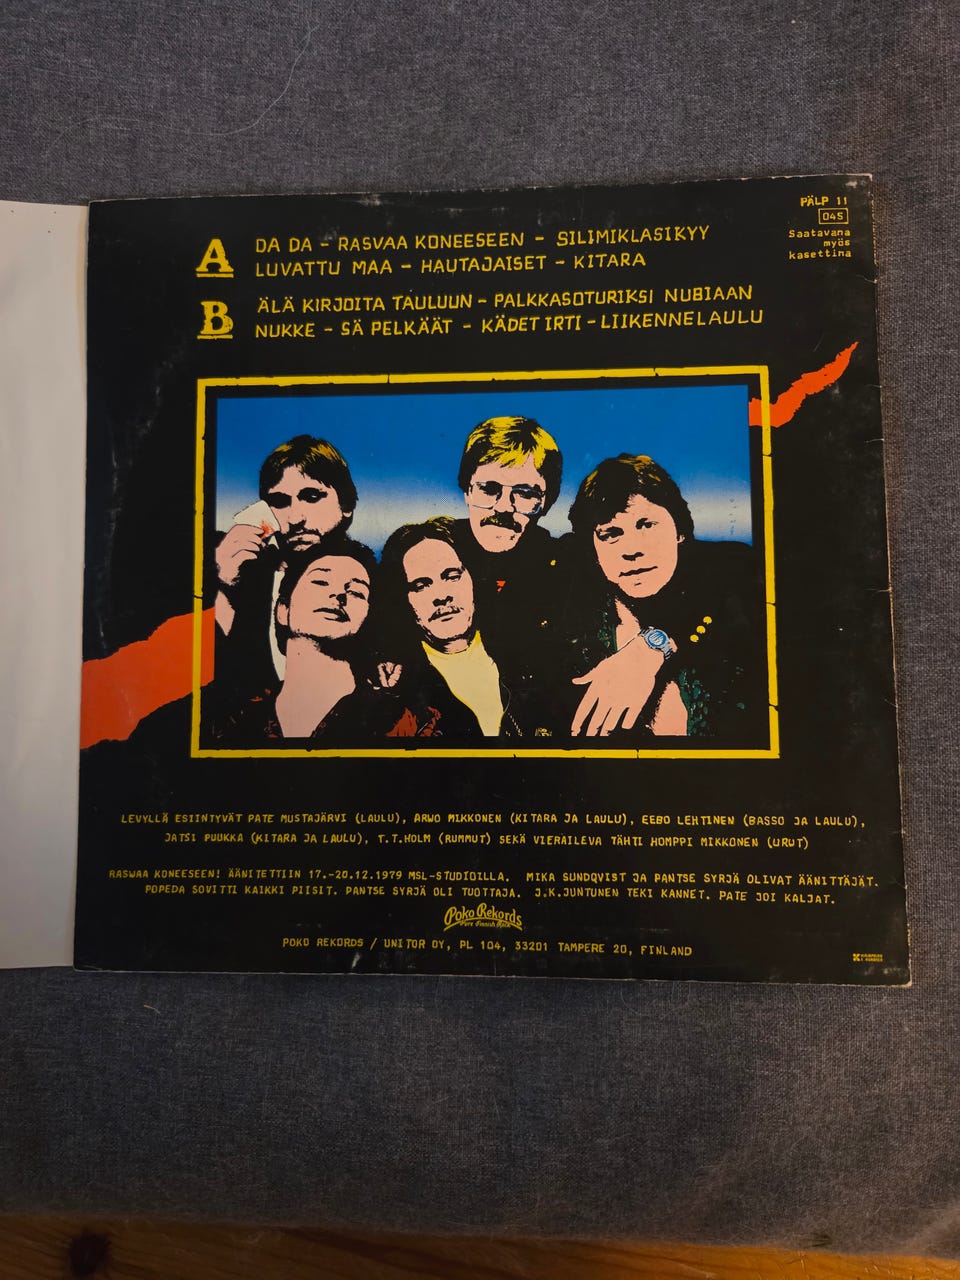 PÄLP 11
045
Saatavana
myös
kasettina
A
DA DA – RASVAA KONEESEEN – SILIMIKLASIKYY
LUVATTU MAA – HAUTAJAISET – KITARA
B
ÄLÄ KIRJOITA TAULUUN – PALKKASOTURIKSI NUBIAAN
NUKKE – SÄ PELKÄÄT – KÄDET IRTI – LIIKENNELAULU
LEVYLLÄ ESIINTYVÄT PATE MUSTAJÄRVI (LAULU), ARWO MIKKONEN (KITARA JA LAULU), EEBO LEHTINEN (BASSO JA LAULU),
JATSI PUUKKA (KITARA JA LAULU), T.T.HOLM (RUMMUT) SEKÄ VIERAILEVA TÄHTI HOMPPI MIKKONEN (URUT)
RASWAA KONEESEEN! ÄÄNITETTIIN 17.-20.12.1979 MSL-STUDIOILLA. MIKA SUNDQVIST JA PANTSE SYRJÄ OLIVAT ÄÄNITTÄJÄT.
POPEDA SOVITTI KAIKKI PIISIT. PANTSE SYRJÄ OLI TUOTTAJA. J.K.JUNTUNEN TEKI KANNET. PATE JOI KALJAT.
Poko Rekords
Pure Finnish Rock
POKO REKORDS / UNITOR OY, PL 104, 33201 TAMPERE 20, FINLAND